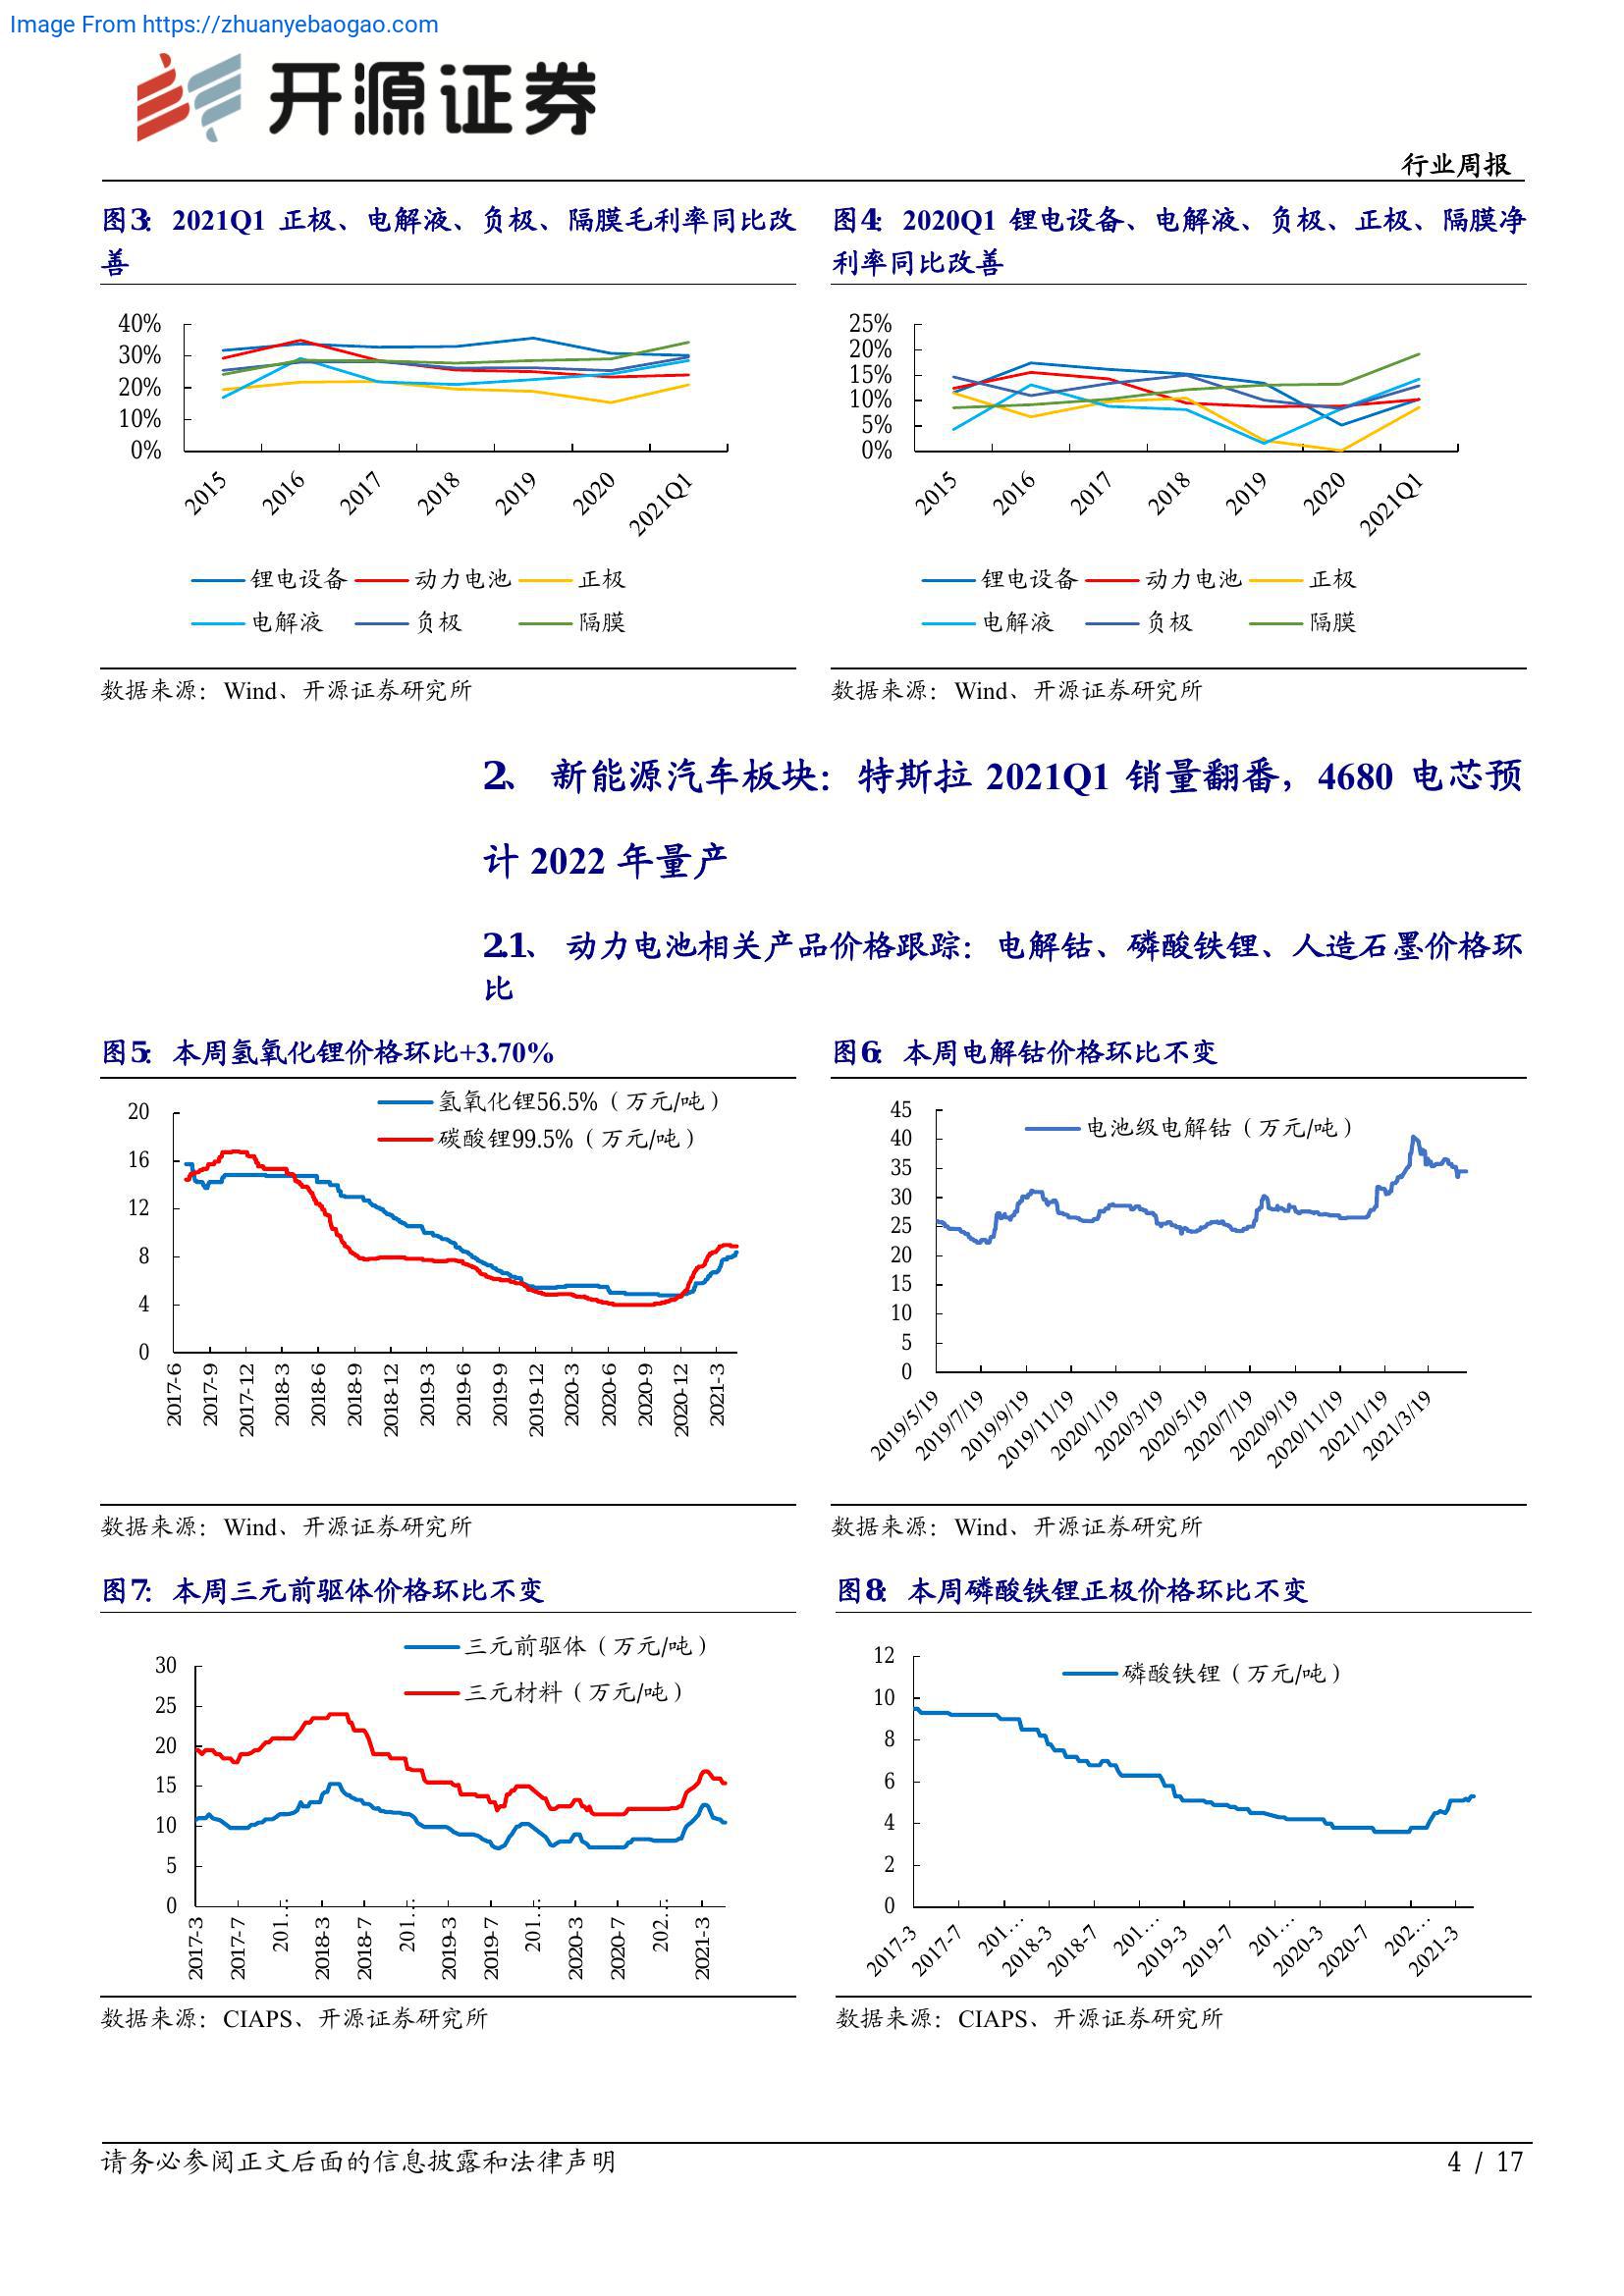 Image From https://zhuanyebaogao.com
开源证券
行业周报
图3： 2021Q1 正极、电解液、负极、隔膜毛利率同比改
善
40%
30%
20%
10%
0%
2015 2016 2017 2018 2019 2020 2021Q1
锂电设备 动力电池 正极
电解液 负极 隔膜
数据来源：Wind、开源证券研究所
图4： 2020Q1 锂电设备、电解液、负极、正极、隔膜净
利率同比改善
25%
20%
15%
10%
5%
0%
2015 2016 2017 2018 2019 2020 2021Q1
锂电设备 动力电池 正极
电解液 负极 隔膜
数据来源：Wind、开源证券研究所
2、 新能源汽车板块：特斯拉 2021Q1 销量翻番，4680 电芯预
计 2022 年量产
2.1、 动力电池相关产品价格跟踪：电解钴、磷酸铁锂、人造石墨价格环
比
图5： 本周氢氧化锂价格环比+3.70%
氢氧化锂56.5%（万元/吨）
碳酸锂99.5%（万元/吨）
20
16
12
8
4
0
2017-6 2017-9 2017-12 2018-3 2018-6 2018-9 2018-12 2019-3 2019-6 2019-9 2019-12 2020-3 2020-6 2020-9 2020-12 2021-3
数据来源：Wind、开源证券研究所
图6： 本周电解钴价格环比不变
电池级电解钴（万元/吨）
45
40
35
30
25
20
15
10
5
0
2019/5/19 2019/7/19 2019/9/19 2019/11/19 2020/1/19 2020/3/19 2020/5/19 2020/7/19 2020/9/19 2020/11/19 2021/1/19 2021/3/19
数据来源：Wind、开源证券研究所
图7： 本周三元前驱体价格环比不变
三元前驱体（万元/吨）
三元材料（万元/吨）
30
25
20
15
10
5
0
2017-3 2017-7 201… 2018-3 2018-7 201… 2019-3 2019-7 201… 2020-3 2020-7 202… 2021-3
数据来源：CIAPS、开源证券研究所
图8： 本周磷酸铁锂正极价格环比不变
磷酸铁锂（万元/吨）
12
10
8
6
4
2
0
2017-3 2017-7 201… 2018-3 2018-7 201… 2019-3 2019-7 201… 2020-3 2020-7 202… 2021-3
数据来源：CIAPS、开源证券研究所
请务必参阅正文后面的信息披露和法律声明
4 / 17